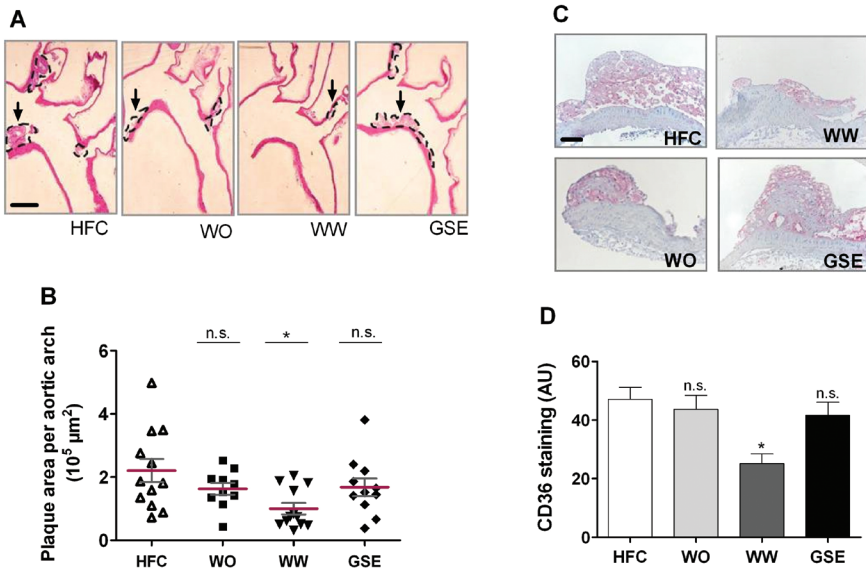 A
HFC
WO
WW
GSE
B
Plaque area per aortic arch
(10⁵ µm²)
n.s.
*
n.s.
6
4
2
0
HFC
WO
WW
GSE
C
HFC
WW
WO
GSE
D
CD36 staining (AU)
60
40
20
0
n.s.
*
n.s.
HFC
WO
WW
GSE